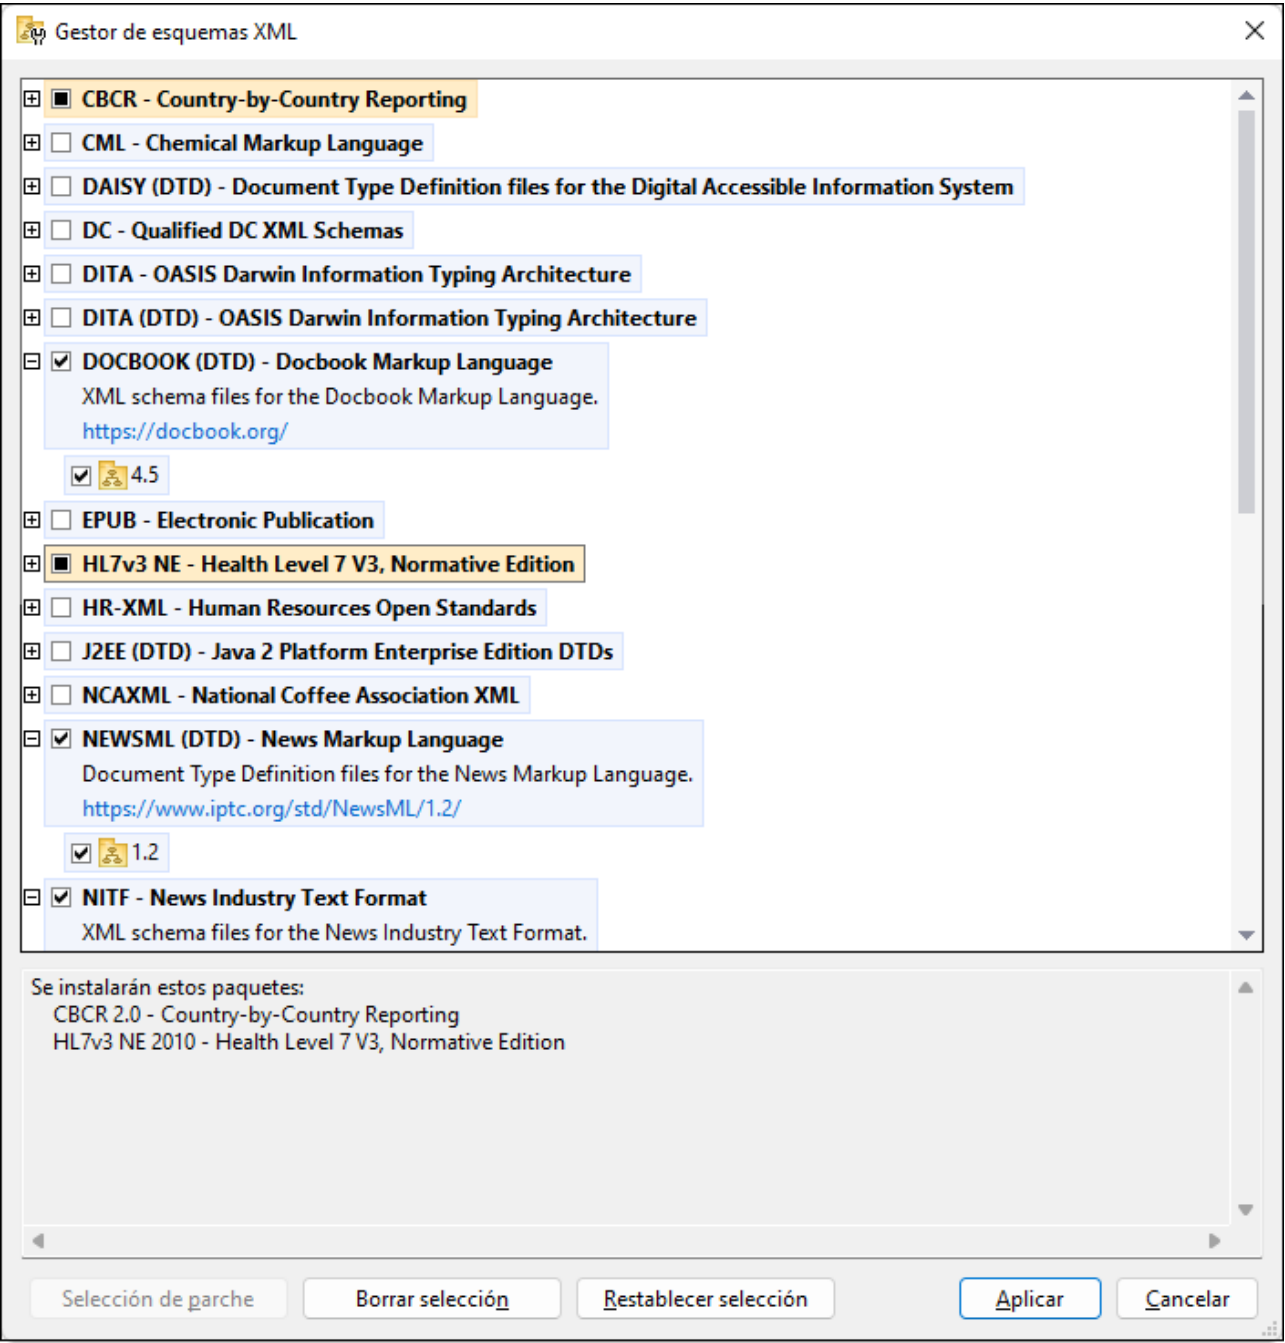 Gestor de esquemas XML
CBCR - Country-by-Country Reporting
CML - Chemical Markup Language
DAISY (DTD) - Document Type Definition files for the Digital Accessible Information System
DC - Qualified DC XML Schemas
DITA - OASIS Darwin Information Typing Architecture
DITA (DTD) - OASIS Darwin Information Typing Architecture
DOCBOOK (DTD) - Docbook Markup Language
XML schema files for the Docbook Markup Language.
https://docbook.org/
4.5
EPUB - Electronic Publication
HL7v3 NE - Health Level 7 V3, Normative Edition
HR-XML - Human Resources Open Standards
J2EE (DTD) - Java 2 Platform Enterprise Edition DTDs
NCAXML - National Coffee Association XML
NEWSML (DTD) - News Markup Language
Document Type Definition files for the News Markup Language.
https://www.iptc.org/std/NewsML/1.2/
1.2
NITF - News Industry Text Format
XML schema files for the News Industry Text Format.
Se instalarán estos paquetes:
CBCR 2.0 - Country-by-Country Reporting
HL7v3 NE 2010 - Health Level 7 V3, Normative Edition
Selección de parche
Borrar selección
Restablecer selección
Aplicar
Cancelar